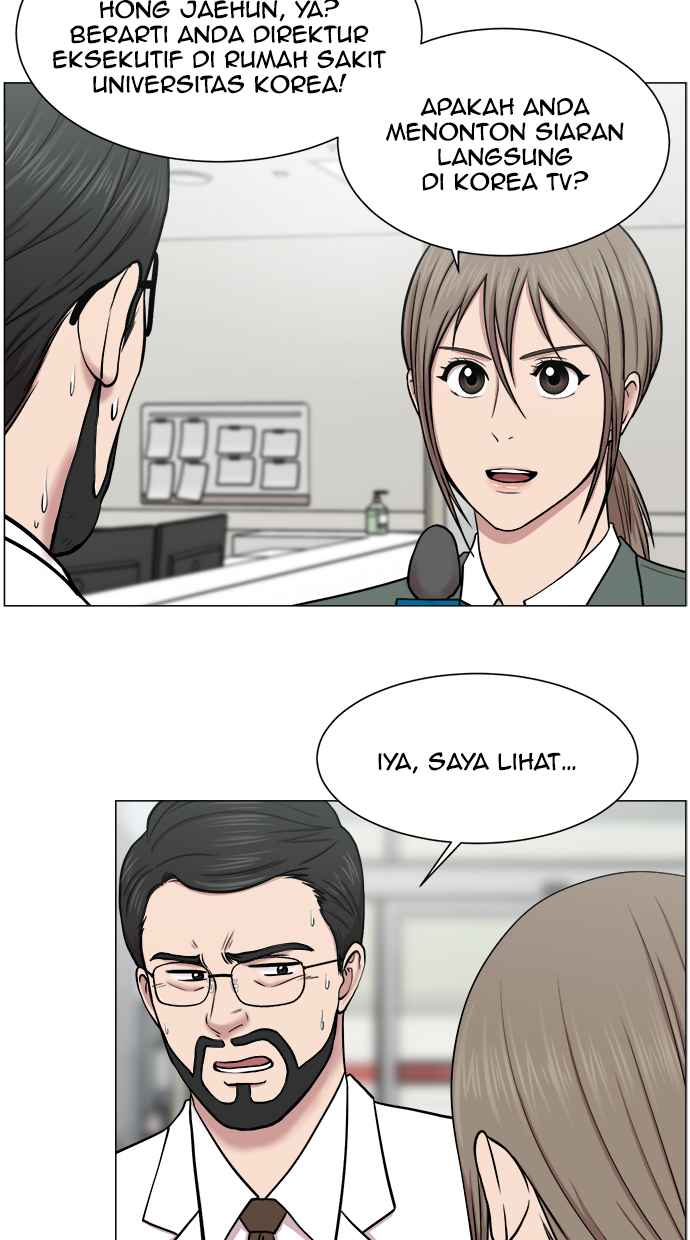 HONG JAEHUN, YA?
BERARTI ANDA DIREKTUR
EKSEKUTIF DI RUMAH SAKIT
UNIVERSITAS KOREA!
APAKAH ANDA
MENONTON SIARAN
LANGSUNG
DI KOREA TV?
IYA, SAYA LIHAT...